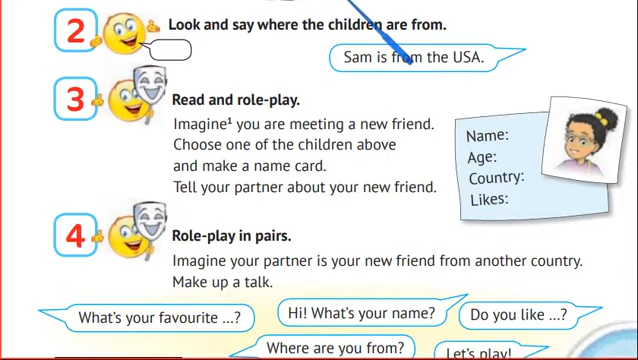 2
Look and say where the children are from.
Sam is from the USA.
3
Read and role-play.
Imagine¹ you are meeting a new friend.
Choose one of the children above
and make a name card.
Tell your partner about your new friend.
Name:
Age:
Country:
Likes:
4
Role-play in pairs.
Imagine your partner is your new friend from another country.
Make up a talk.
What's your favourite ...?
Hi! What's your name?
Do you like ...?
Where are you from?
Let's play!